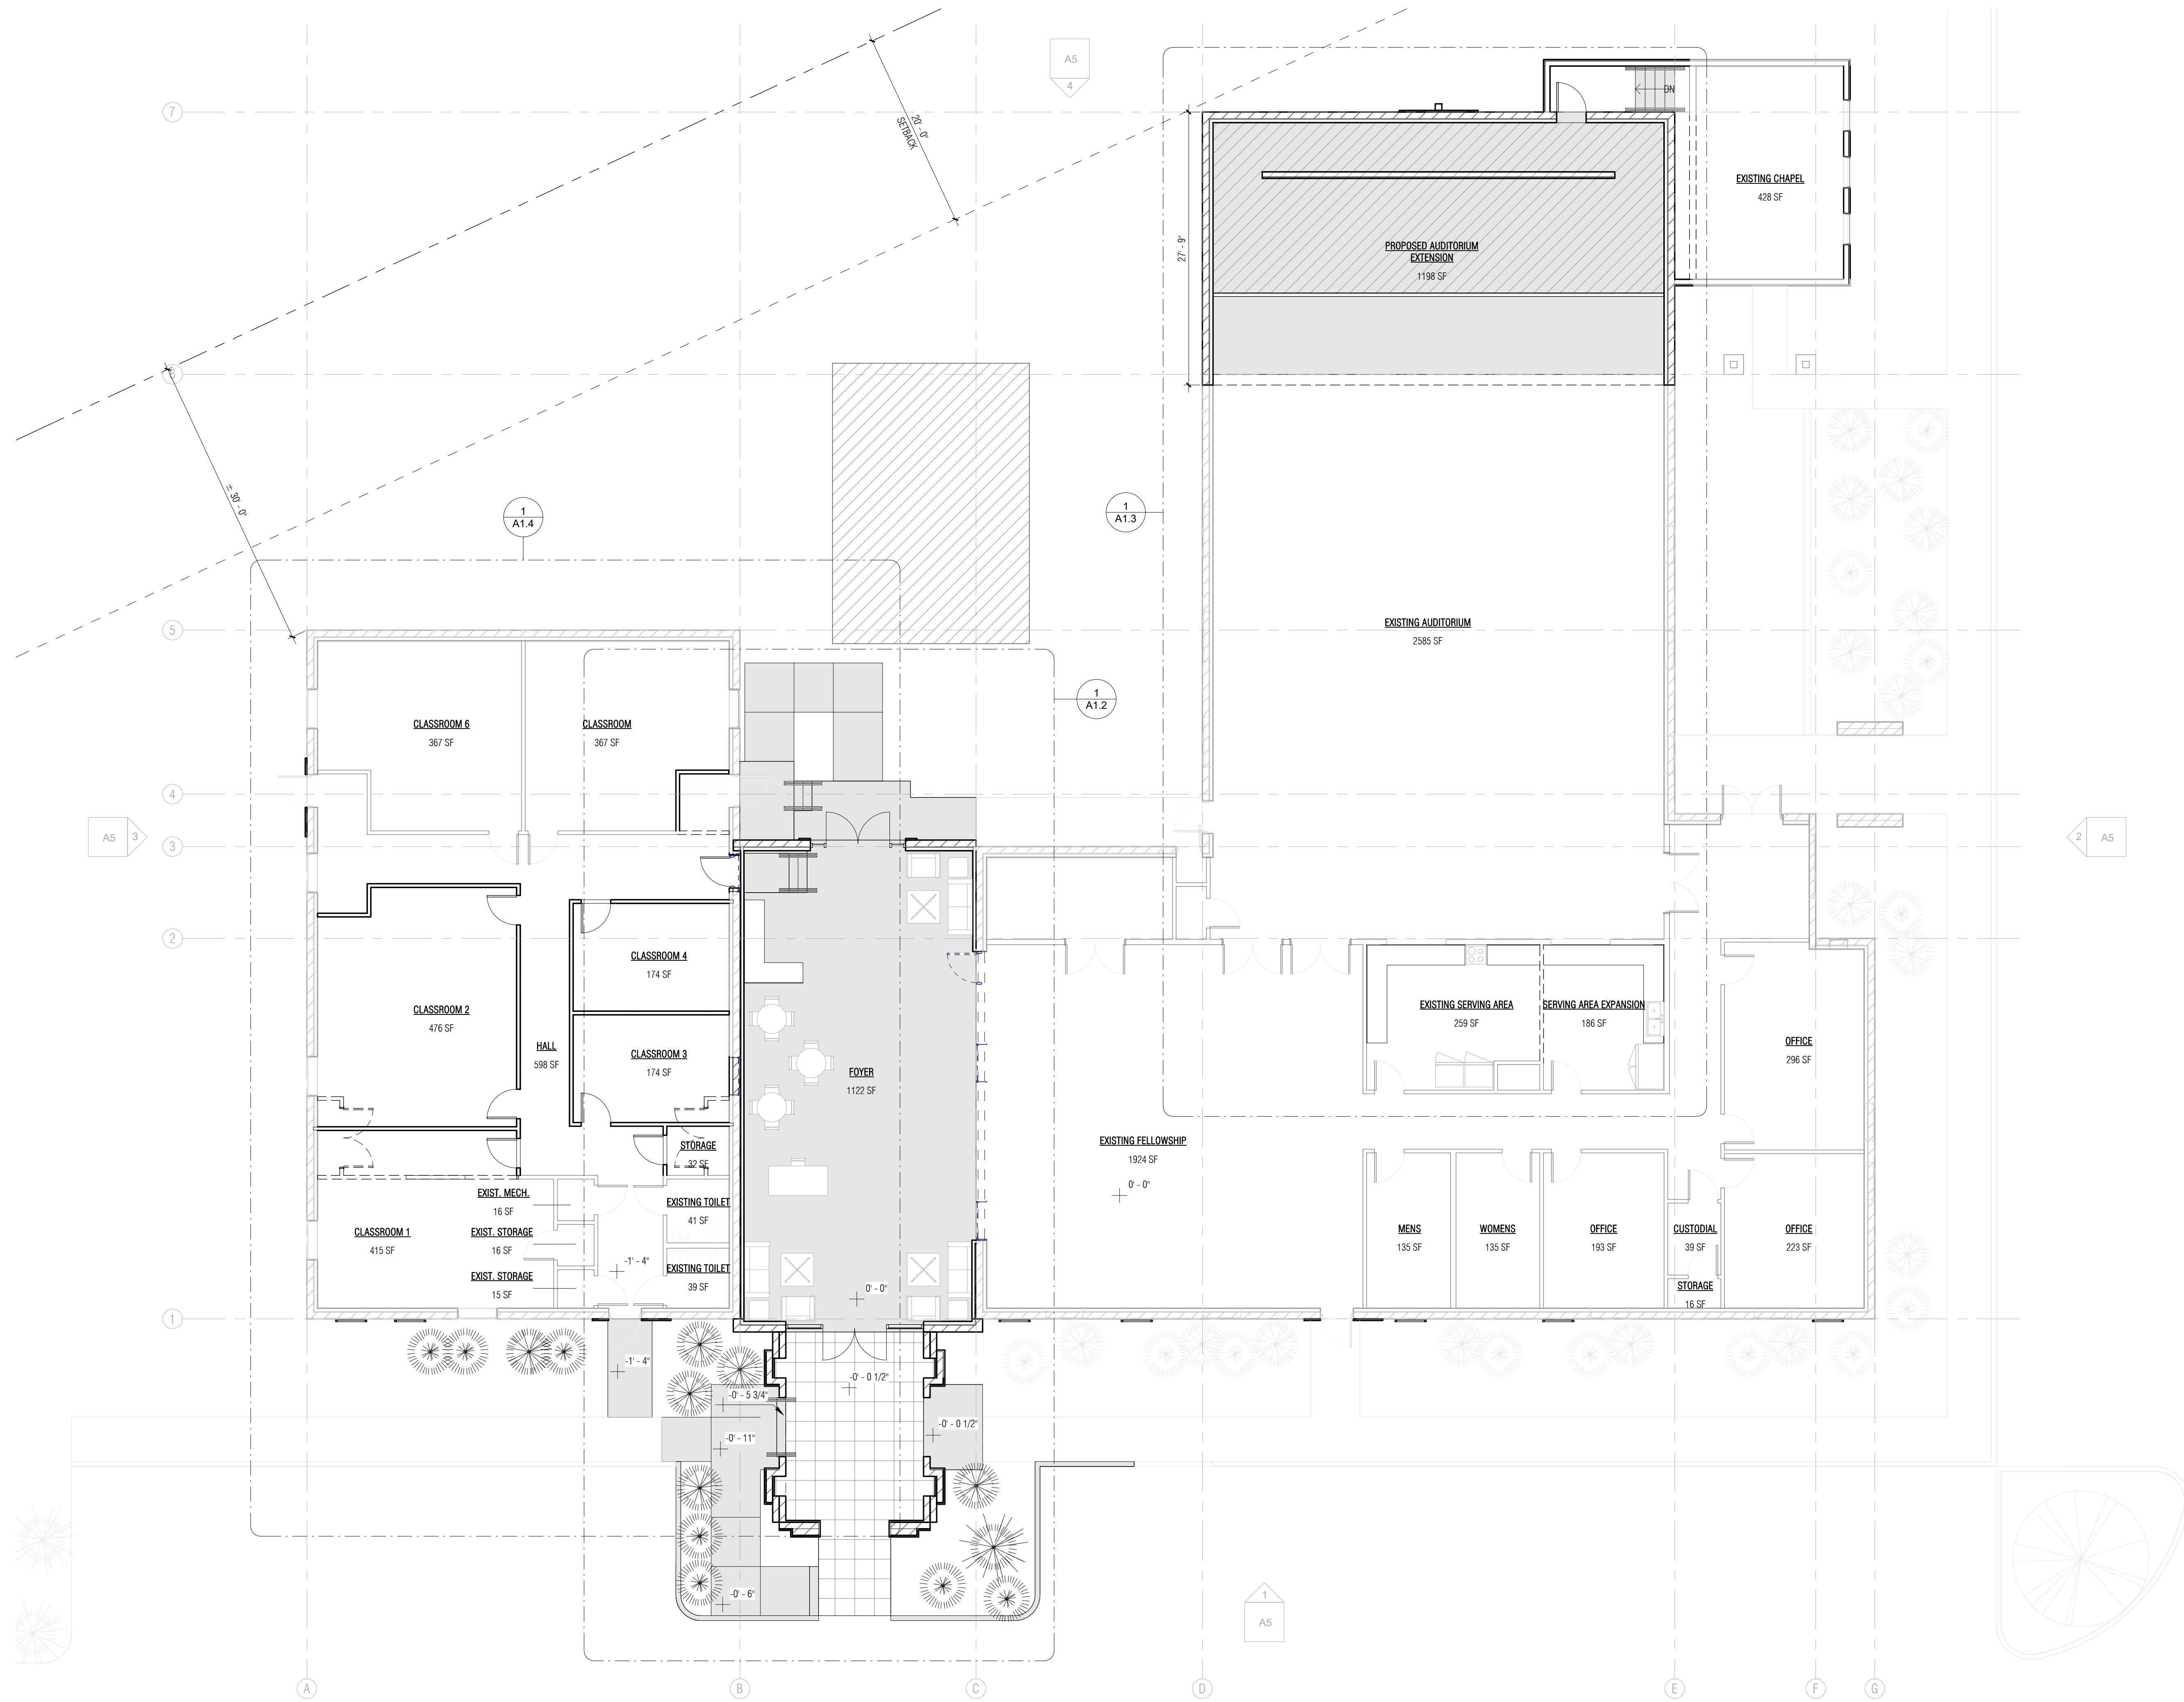 A5
4
7
DN
20' - 0"
SETBACK
EXISTING CHAPEL
428 SF
PROPOSED AUDITORIUM
EXTENSION
1198 SF
27' - 9"
6
± 30' - 0"
1
A1.4
1
A1.3
5
EXISTING AUDITORIUM
2585 SF
1
A1.2
CLASSROOM 6
367 SF
CLASSROOM
367 SF
4
A5
3
3
2
A5
2
CLASSROOM 4
174 SF
CLASSROOM 2
476 SF
EXISTING SERVING AREA
259 SF
SERVING AREA EXPANSION
186 SF
HALL
598 SF
CLASSROOM 3
174 SF
FOYER
1122 SF
OFFICE
296 SF
STORAGE
32 SF
EXISTING FELLOWSHIP
1924 SF
0' - 0"
EXIST. MECH.
16 SF
EXISTING TOILET
41 SF
CLASSROOM 1
415 SF
EXIST. STORAGE
16 SF
MENS
135 SF
WOMENS
135 SF
OFFICE
193 SF
CUSTODIAL
39 SF
OFFICE
223 SF
-1' - 4"
EXISTING TOILET
39 SF
EXIST. STORAGE
15 SF
0' - 0"
STORAGE
16 SF
1
-1' - 4"
-0' - 0 1/2"
-0' - 5 3/4"
-0' - 11"
-0' - 0 1/2"
-0' - 6"
1
A5
A
B
C
D
E
F
G